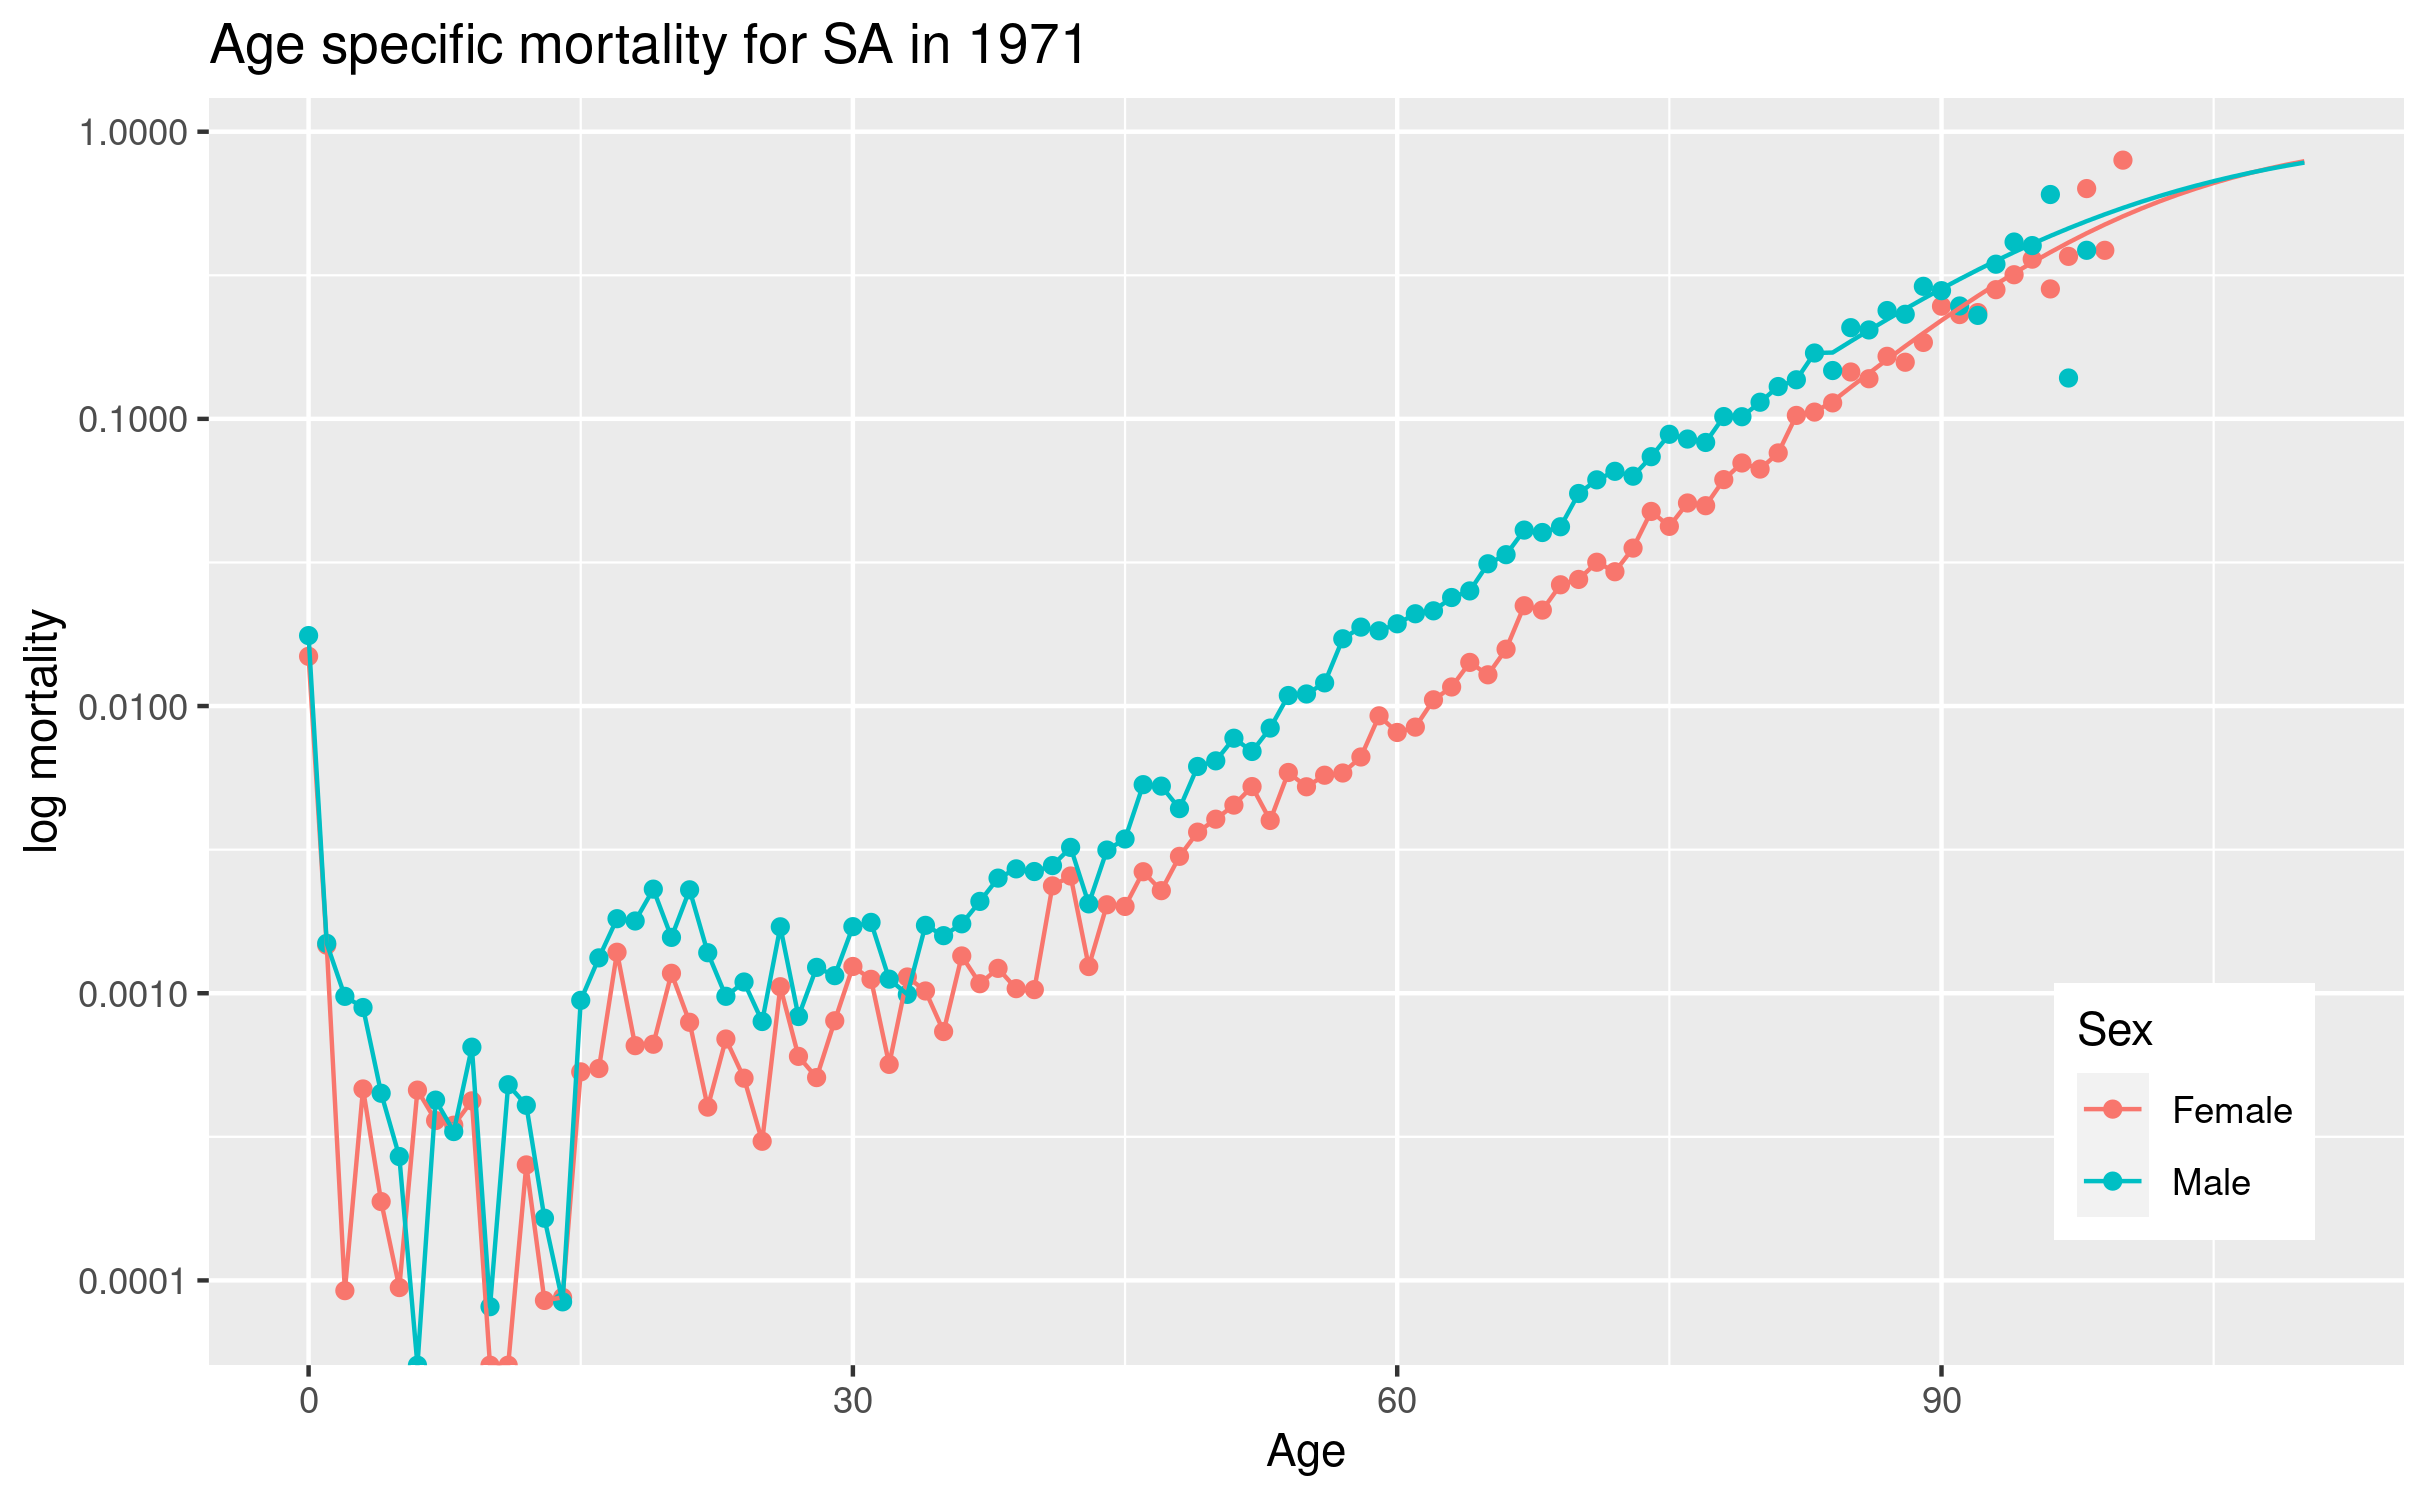 Age specific mortality for SA in 1971
log mortality
1.0000
0.1000
0.0100
0.0010
0.0001
Sex
Female
Male
0 30 60 90
Age